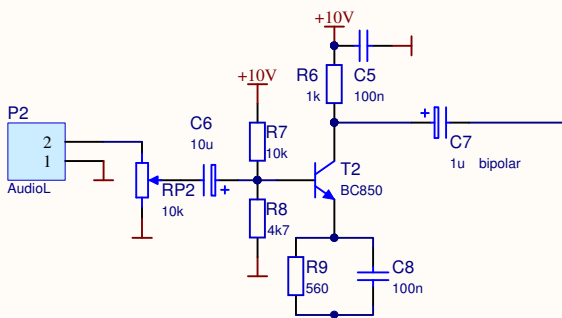 +10V
R6
1k
C5
100n
+10V
P2
2
1
AudioL
C6
10u
+
R7
10k
+
C7
1u bipolar
RP2
10k
T2
BC850
R8
4k7
R9
560
C8
100n